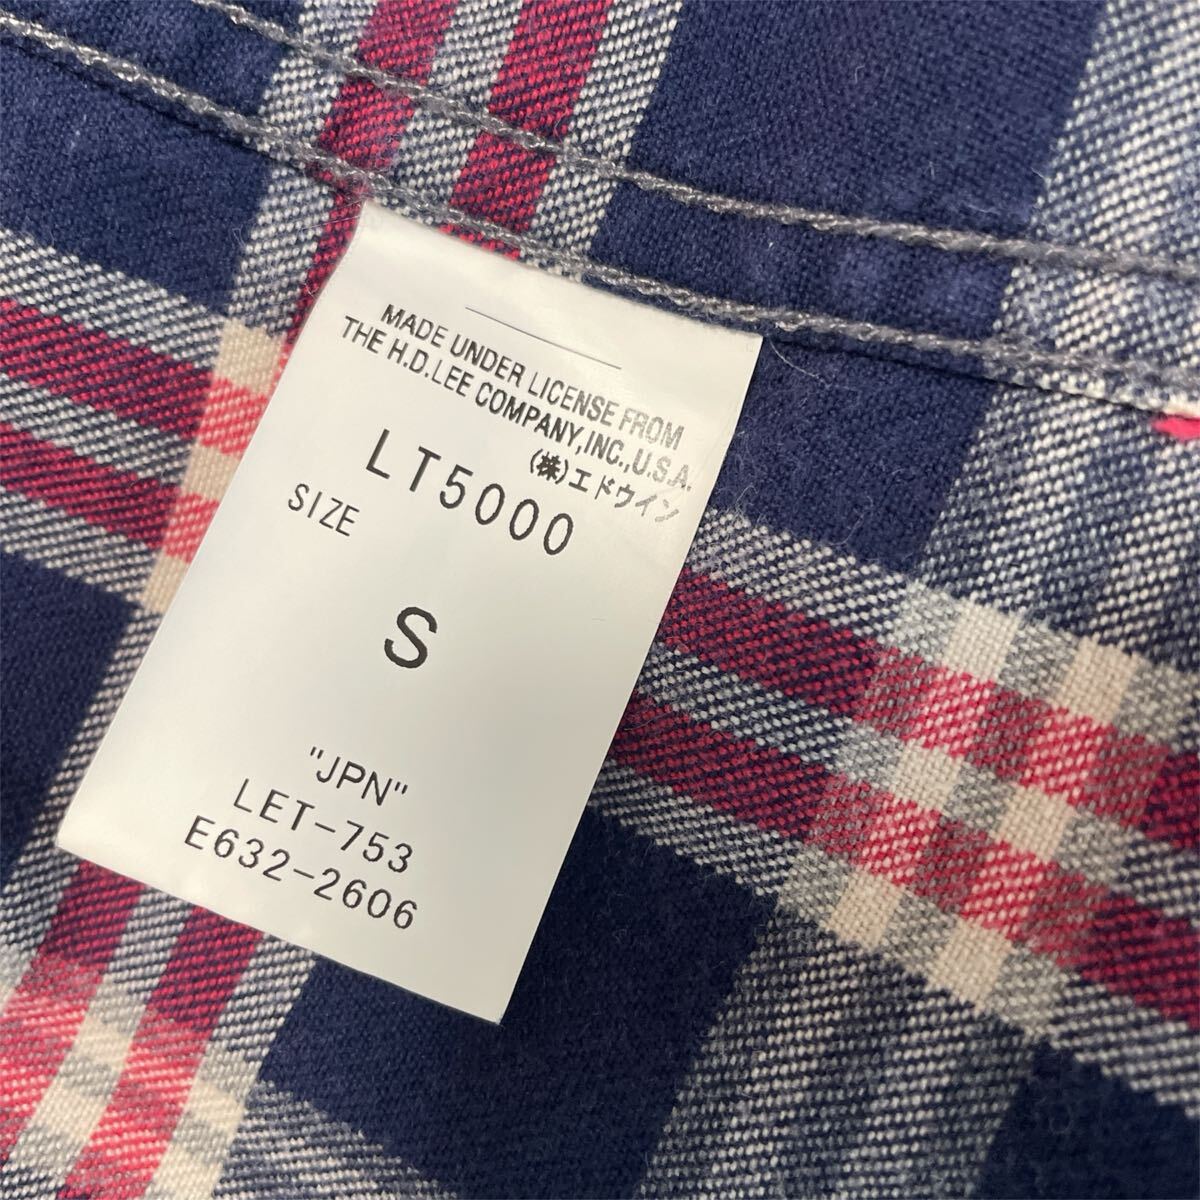 MADE UNDER LICENSE FROM
THE H.D.LEE COMPANY,INC.,U.S.A.
(株)エドウイン
LT5000
SIZE
S
"JPN"
LET-753
E632-2606